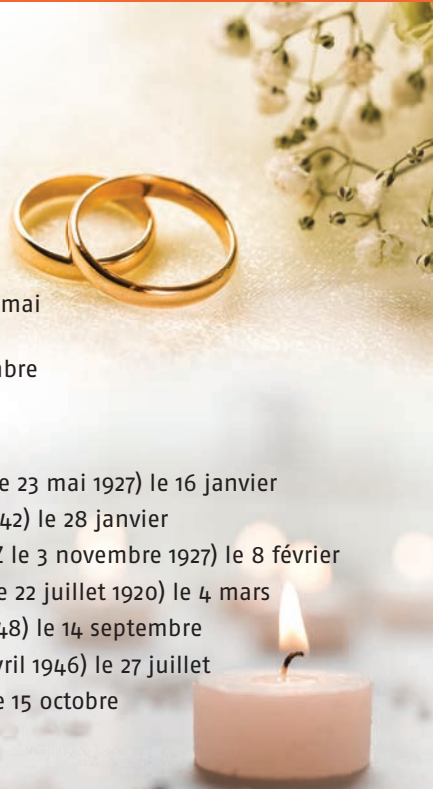 mai
bre
e 23 mai 1927) le 16 janvier
42) le 28 janvier
Z le 3 novembre 1927) le 8 février
e 22 juillet 1920) le 4 mars
48) le 14 septembre
ril 1946) le 27 juillet
e 15 octobre